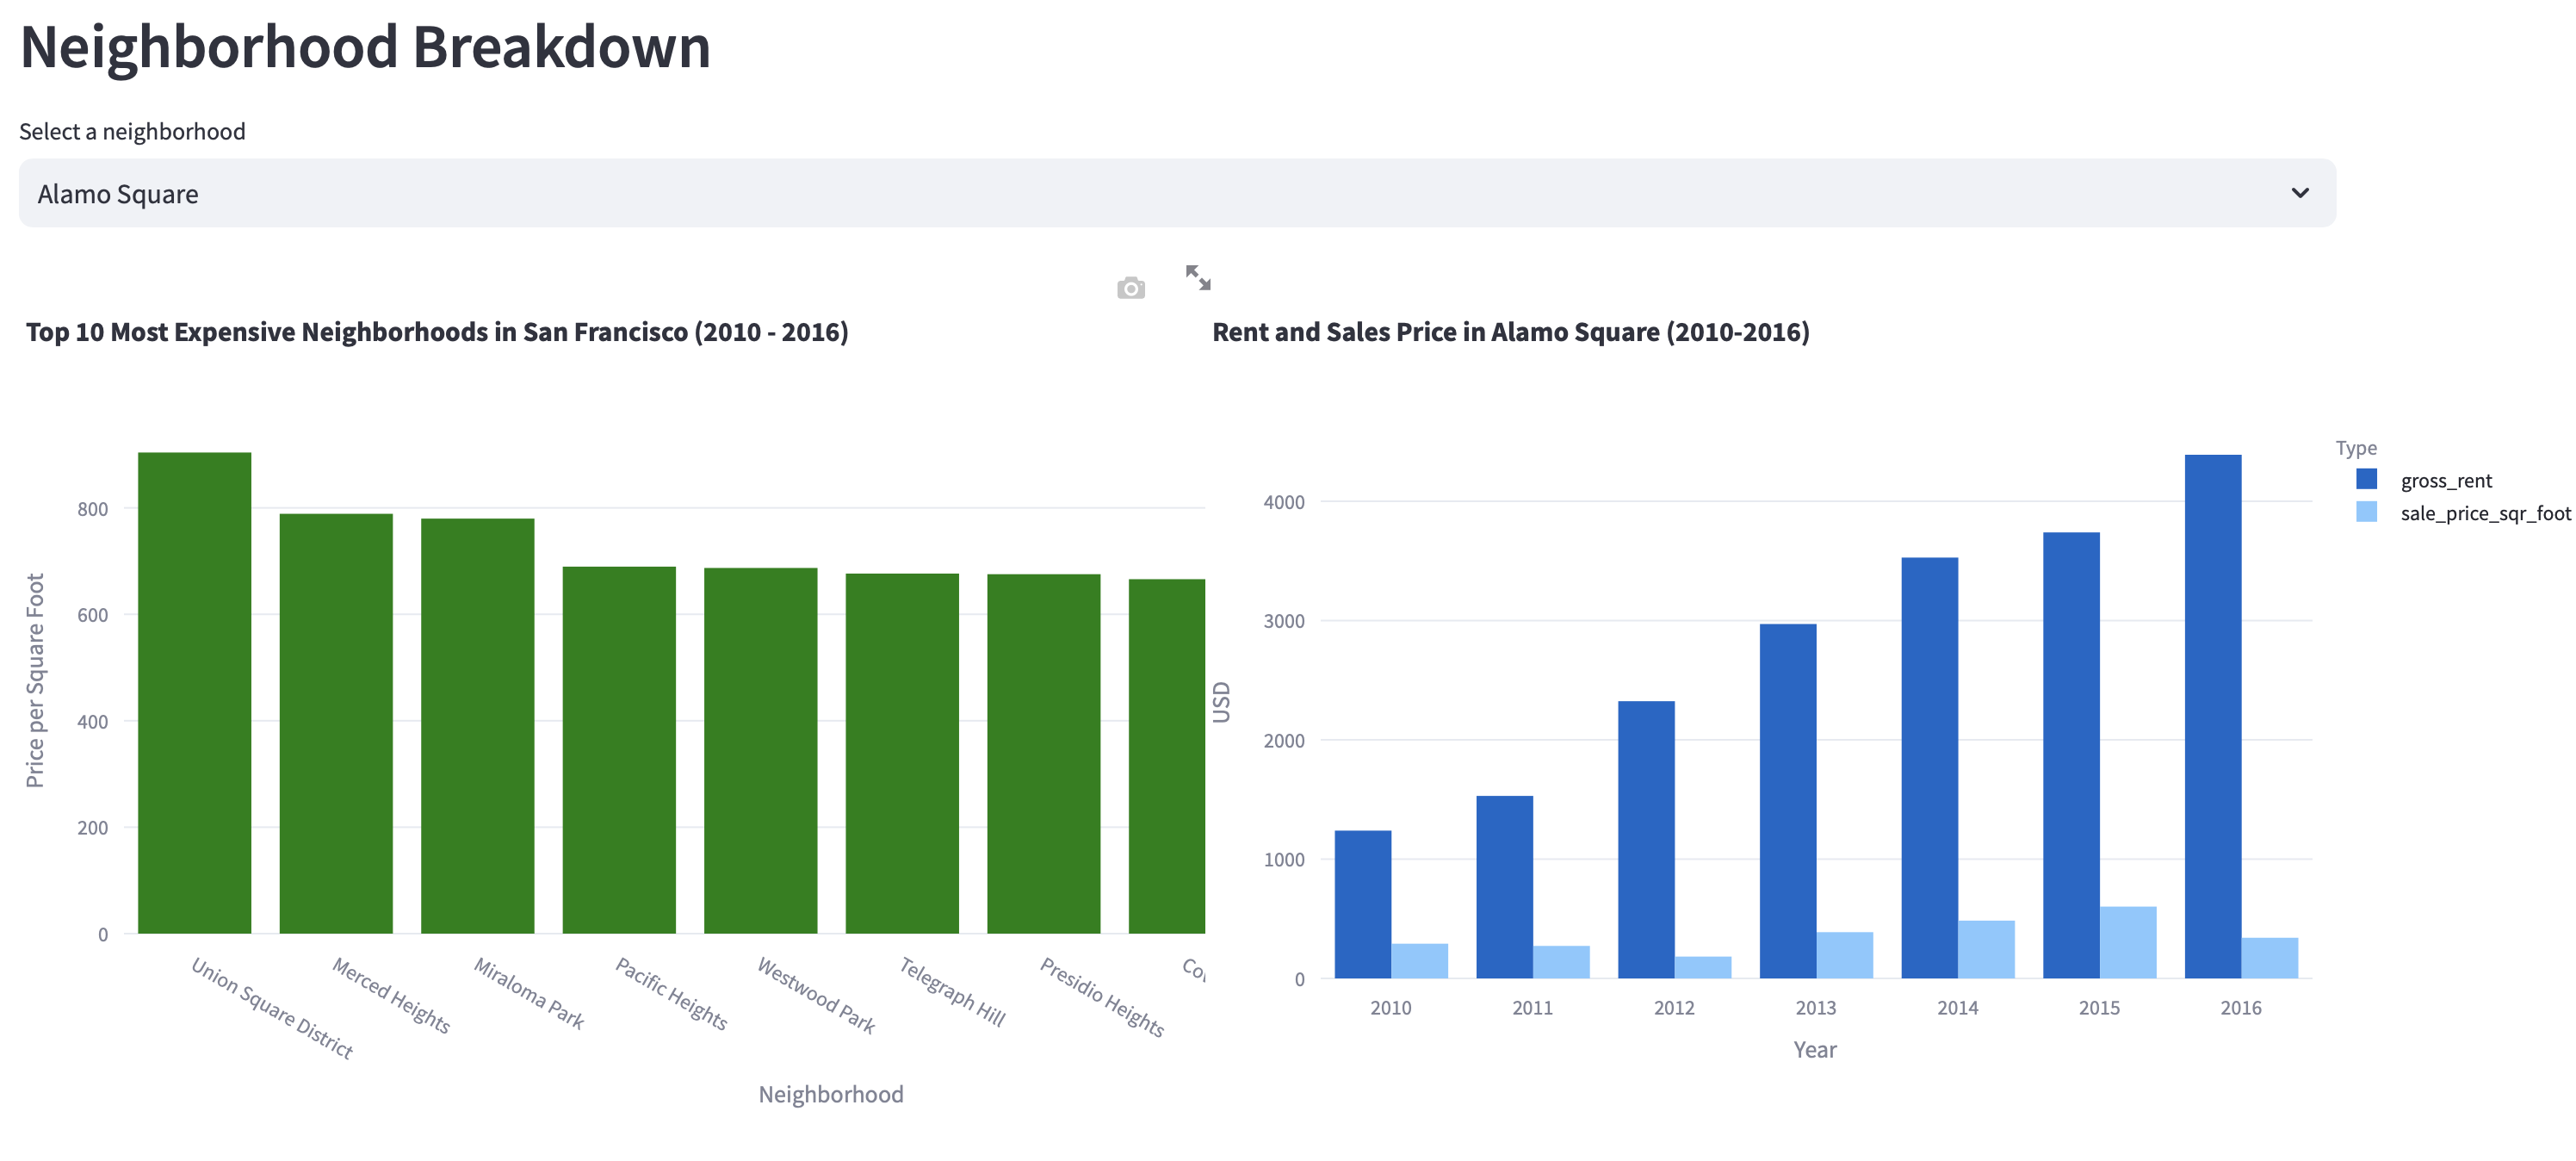 Neighborhood Breakdown
Select a neighborhood
Alamo Square
Top 10 Most Expensive Neighborhoods in San Francisco (2010 - 2016)
Price per Square Foot
800
600
400
200
0
Union Square District
Merced Heights
Miraloma Park
Pacific Heights
Westwood Park
Telegraph Hill
Presidio Heights
Neighborhood
Rent and Sales Price in Alamo Square (2010-2016)
USD
4000
3000
2000
1000
0
2010
2011
2012
2013
2014
2015
2016
Year
Type
gross_rent
sale_price_sqr_foot